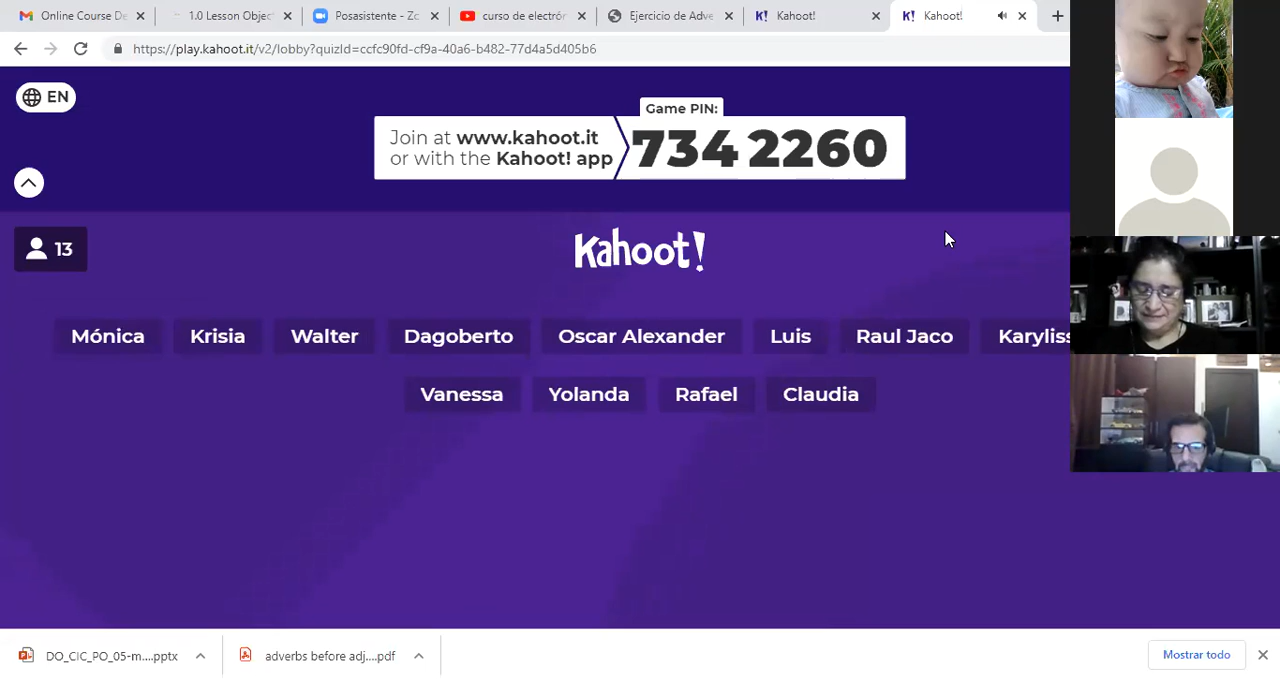 Online Course De
1.0 Lesson Objec
Posasistente - Zo
curso de electrón
Ejercicio de Adve
K! Kahoot!
K! Kahoot!
https://play.kahoot.it/v2/lobby?quizId=ccfc90fd-cf9a-40a6-b482-77d4a5d405b6
EN
Game PIN:
Join at www.kahoot.it
or with the Kahoot! app
734 2260
13
Kahoot!
Mónica Krisia Walter Dagoberto Oscar Alexander Luis Raul Jaco Karyliss
Vanessa Yolanda Rafael Claudia
DO_CIC_PO_05-m....pptx
adverbs before adj....pdf
Mostrar todo